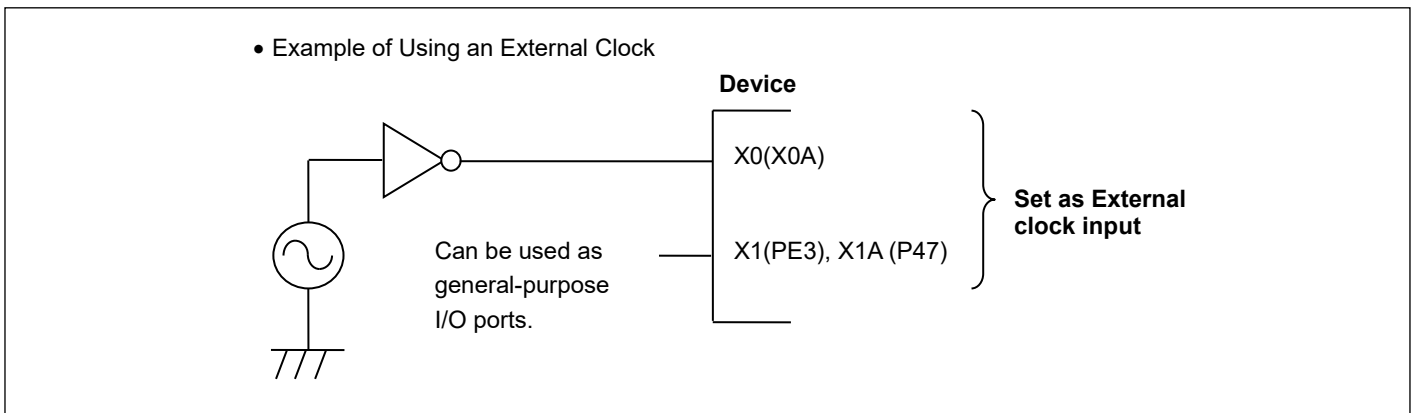 • Example of Using an External Clock
Device
X0(X0A)
Set as External
clock input
Can be used as
general-purpose
I/O ports.
X1(PE3), X1A (P47)